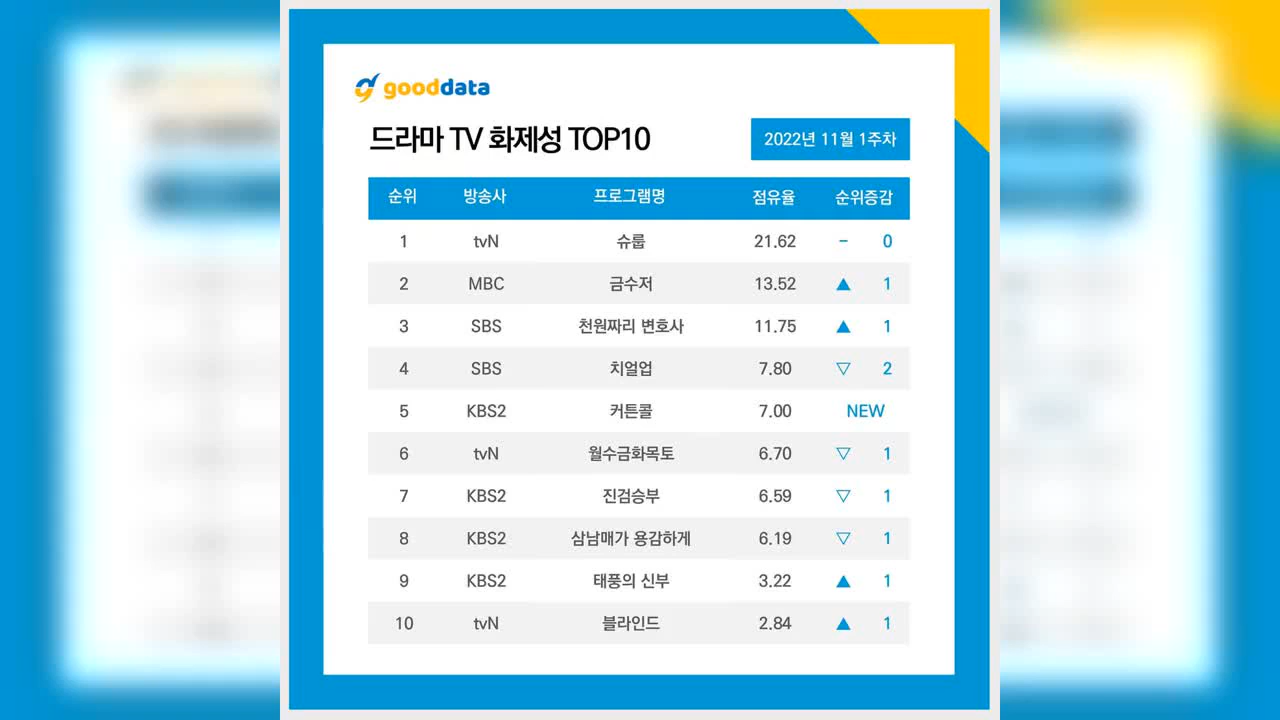 gooddata
드라마 TV 화제성 TOP10
2022년 11월 1주차
순위 방송사 프로그램명 점유율 순위증감
1 tvN 슈룹 21.62 - 0
2 MBC 금수저 13.52 ▲ 1
3 SBS 천원짜리 변호사 11.75 ▲ 1
4 SBS 치얼업 7.80 ▽ 2
5 KBS2 커튼콜 7.00 NEW
6 tvN 월수금화목토 6.70 ▽ 1
7 KBS2 진검승부 6.59 ▽ 1
8 KBS2 삼남매가 용감하게 6.19 ▽ 1
9 KBS2 태풍의 신부 3.22 ▲ 1
10 tvN 블라인드 2.84 ▲ 1